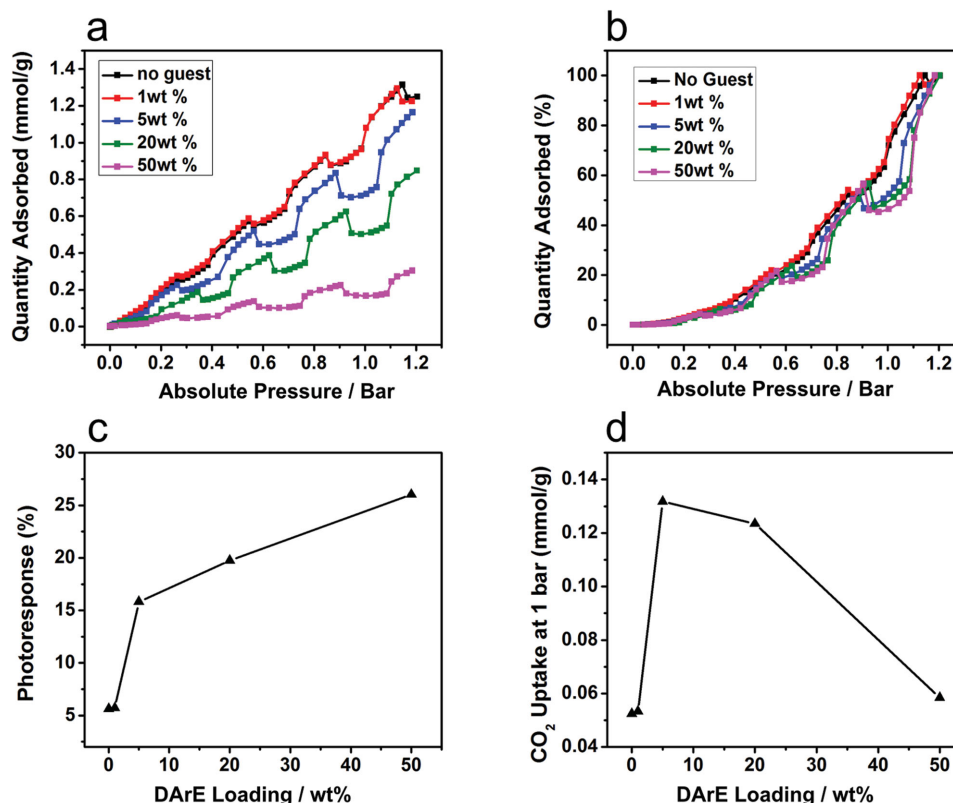 a
Quantity Adsorbed (mmol/g)
1.4
1.2
1.0
0.8
0.6
0.4
0.2
0.0
no guest
1wt %
5wt %
20wt %
50wt %
0.0 0.2 0.4 0.6 0.8 1.0 1.2
Absolute Pressure / Bar
b
Quantity Adsorbed (%)
100
80
60
40
20
0
No Guest
1wt %
5wt %
20wt %
50wt %
0.0 0.2 0.4 0.6 0.8 1.0 1.2
Absolute Pressure / Bar
c
Photoresponse (%)
30
25
20
15
10
5
0 10 20 30 40 50
DArE Loading / wt%
d
CO₂ Uptake at 1 bar (mmol/g)
0.14
0.12
0.10
0.08
0.06
0.04
0 10 20 30 40 50
DArE Loading / wt%